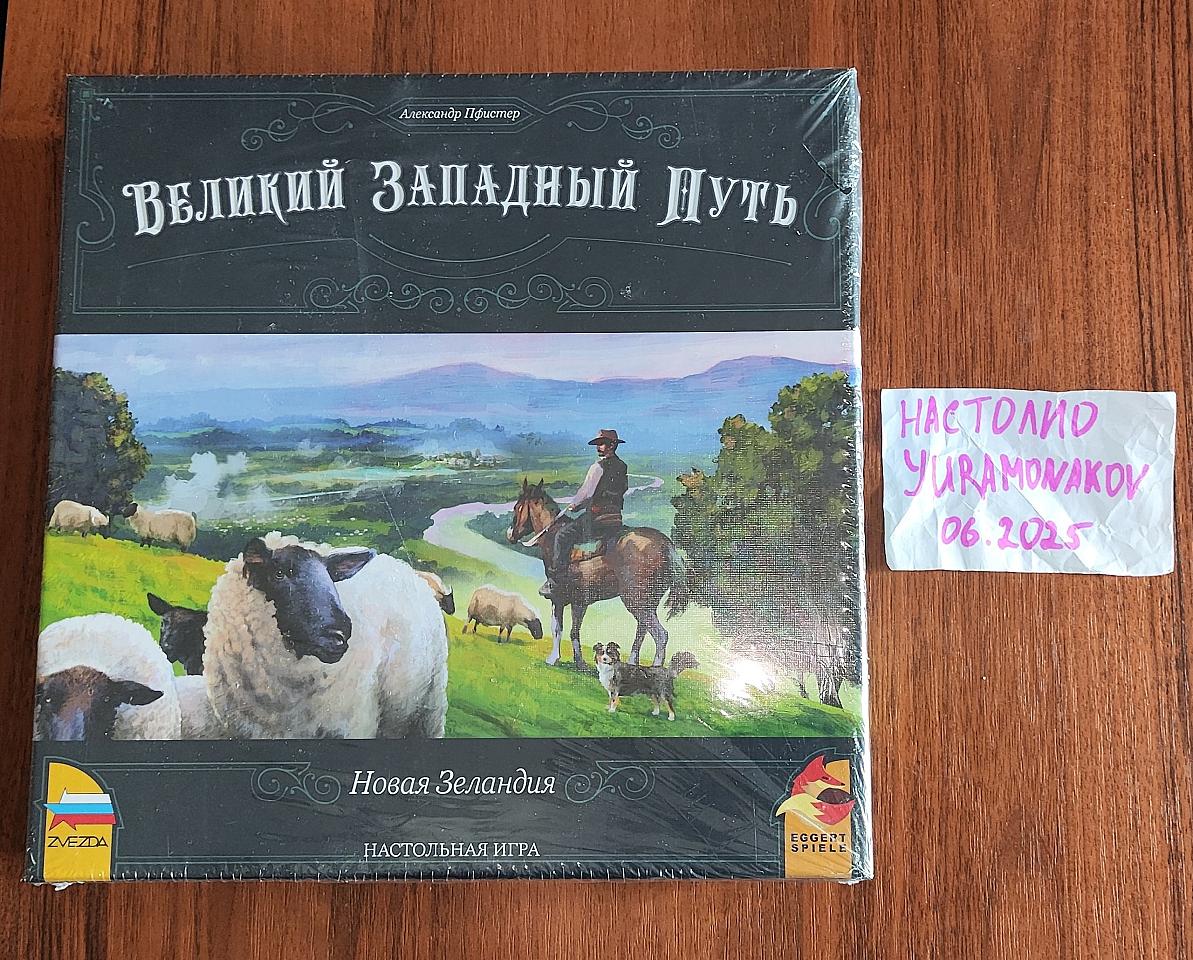 Александр Пфистер
Великий Западный Путь
Новая Зеландия
НАСТОЛЬНАЯ ИГРА
ZVEZDA
EGGERT
SPIELE
НАСТОЛИО
YURAMONAKOV
06.2025